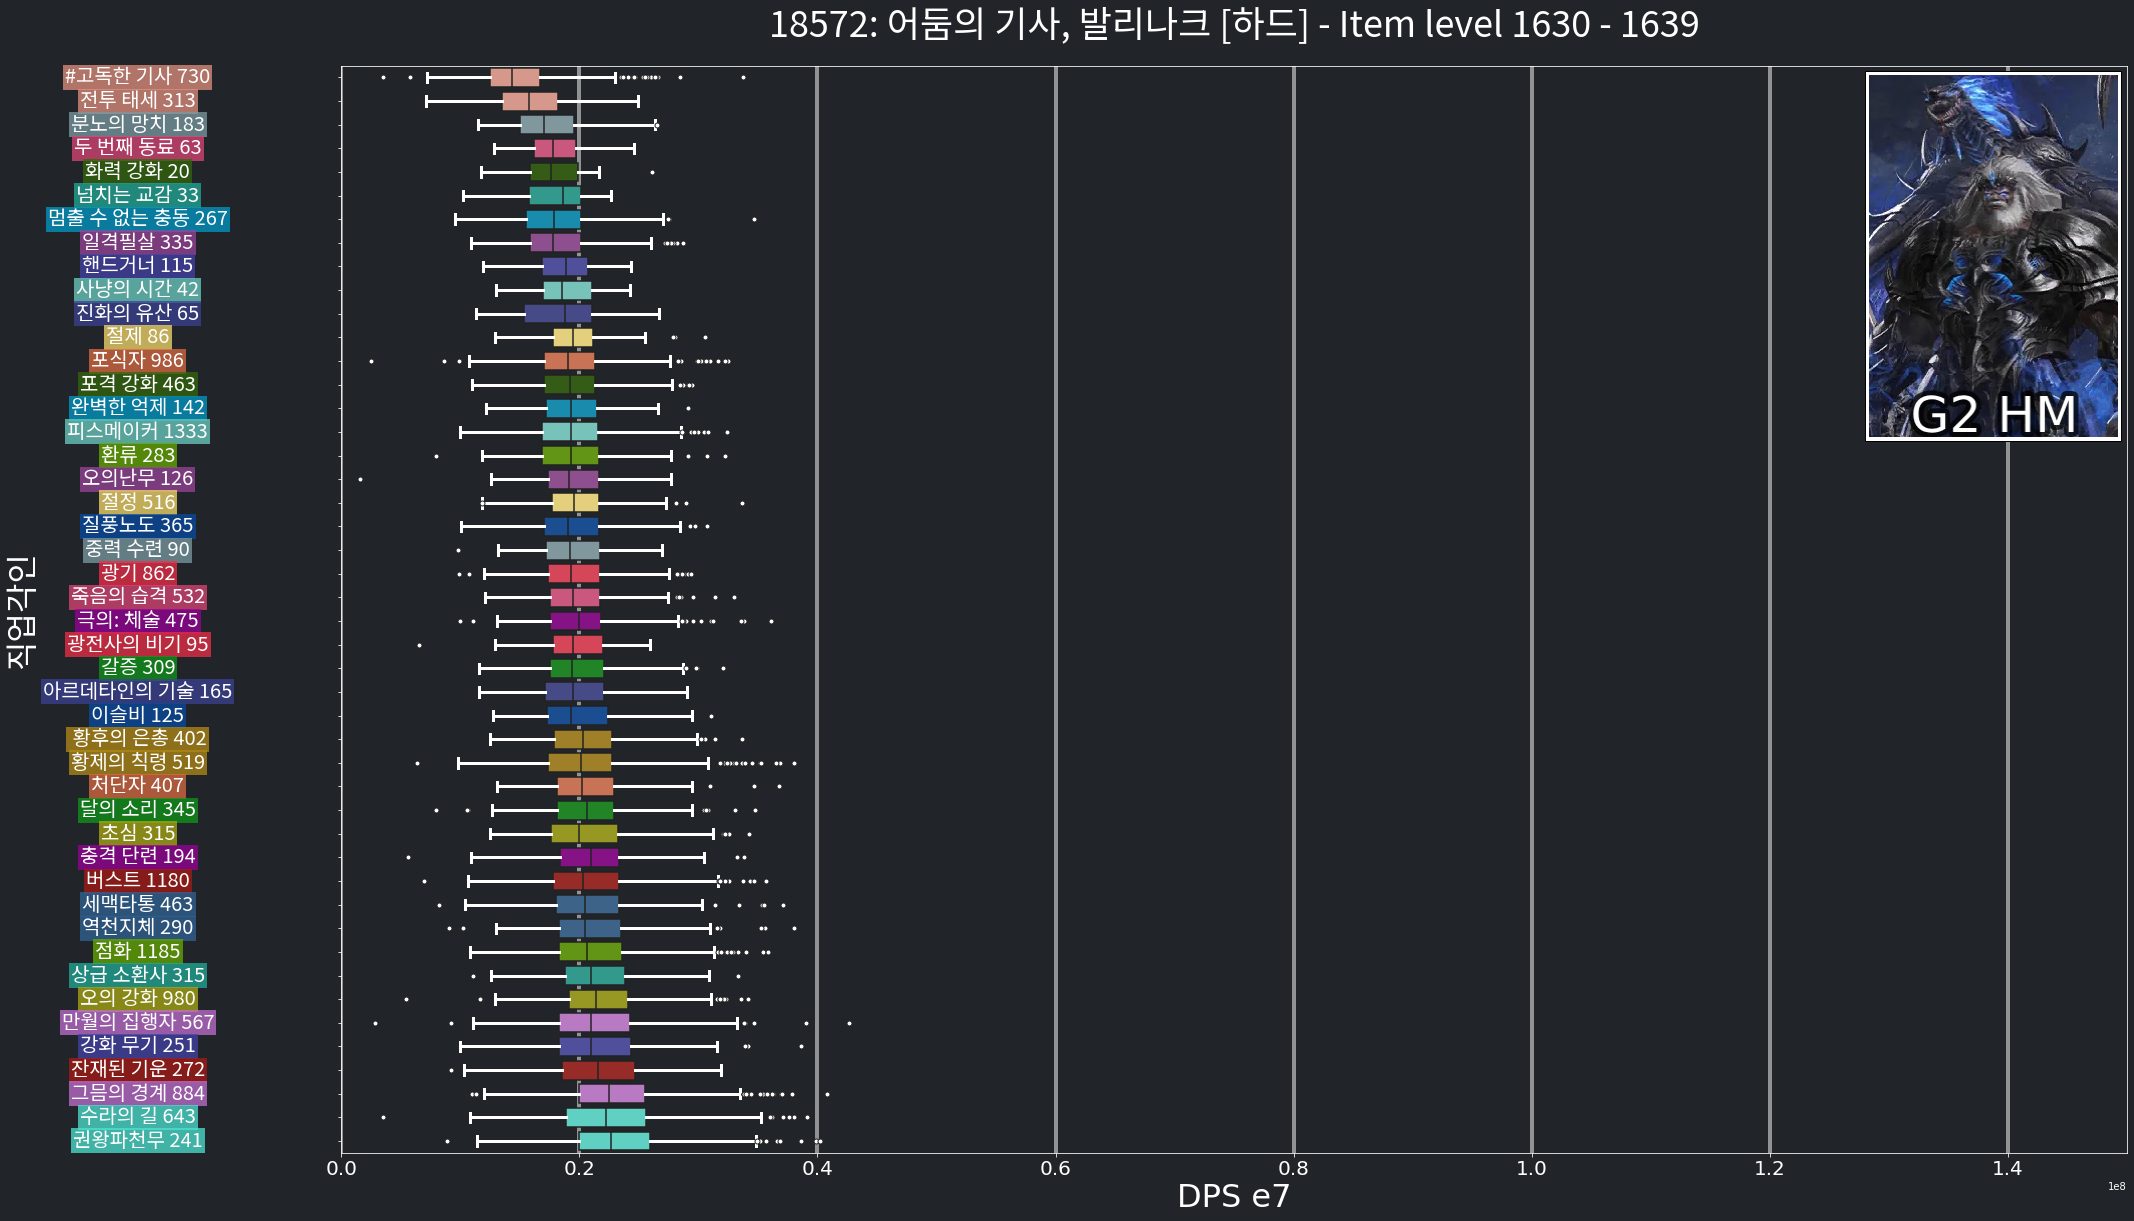 18572: 어둠의 기사, 발리나크 [하드] - Item level 1630 - 1639
#고독한 기사 730
전투 태세 313
분노의 망치 183
두 번째 동료 63
화력 강화 20
넘치는 교감 33
멈출 수 없는 충동 267
일격필살 335
핸드거너 115
사냥의 시간 42
진화의 유산 65
절제 86
포식자 986
포격 강화 463
완벽한 억제 142
피스메이커 1333
환류 283
오의난무 126
절정 516
질풍노도 365
중력 수련 90
광기 862
죽음의 습격 532
극의: 체술 475
광전사의 비기 95
갈증 309
아르데타인의 기술 165
이슬비 125
황후의 은총 402
황제의 칙령 519
처단자 407
달의 소리 345
초심 315
충격 단련 194
버스트 1180
세맥타통 463
역천지체 290
점화 1185
상급 소환사 315
오의 강화 980
만월의 집행자 567
강화 무기 251
잔재된 기운 272
그믐의 경계 884
수라의 길 643
권왕파천무 241
직업각인
G2 HM
0.0 0.2 0.4 0.6 0.8 1.0 1.2 1.4
1e8
DPS e7